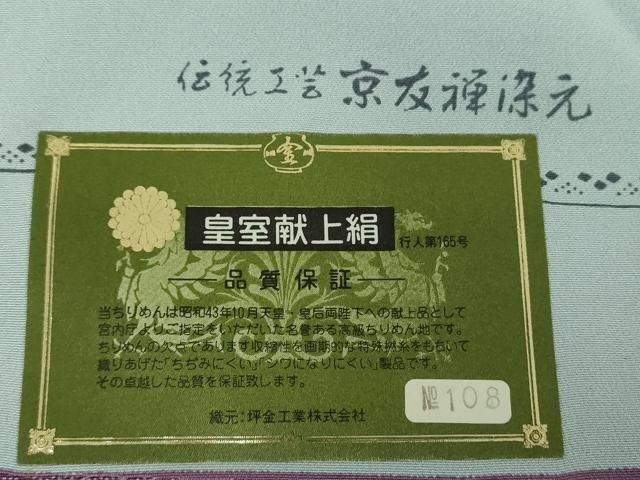 伝統工芸 京友禅染元
金
皇室献上絹
行人第165号
品質保証
当ちりめんは昭和43年10月天皇・皇后両陛下への献上品として
宮内庁よりご指定をいただいた名誉ある高級ちりめん地です。
ちりめんの欠点であります収縮性を画期的な特殊撚糸をもちいて
織りあげた「ちぢみにくい」「シワになりにくい」製品です。
その卓越した品質を保証致します。
№108
織元:坪金工業株式会社